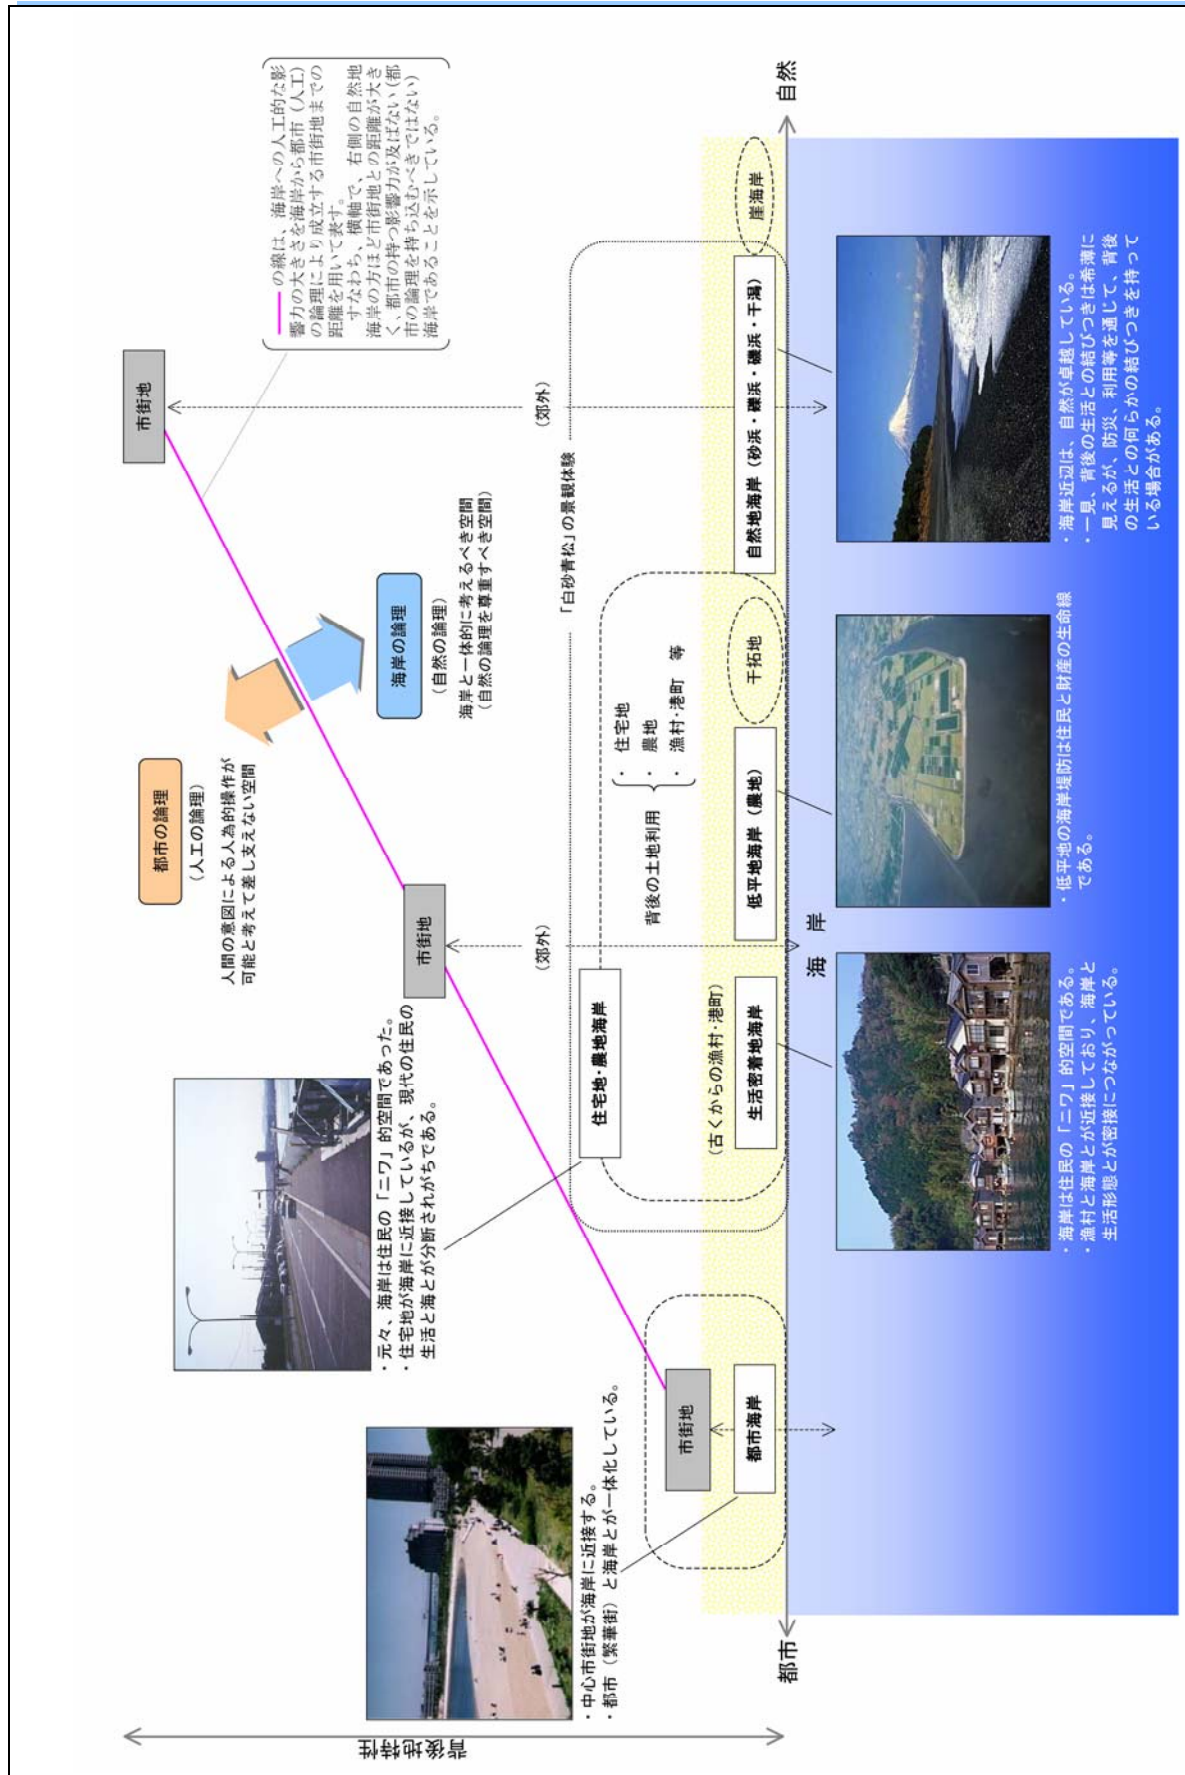 ━━ の線は、海岸への人工的な影
響力の大きさを海岸から都市（人工）
の論理により成立する市街地までの
距離を用いて表す。
すなわち、横軸で、右側の自然地
海岸の方ほど市街地との距離が大き
く、都市の持つ影響力が及ばない（都
市の論理を持ち込むべきではない）
海岸であることを示している。
市街地
都市の論理
（人工の論理）
人間の意図による人為的操作が
可能と考えて差し支えない空間
海岸の論理
（自然の論理）
海岸と一体的に考えるべき空間
（自然の論理を尊重すべき空間）
市街地
（郊外）
（郊外）
「白砂青松」の景観体験
・元々、海岸は住民の「ニワ」的空間であった。
・住宅地が海岸に近接しているが、現代の住民の
生活と海とが分断されがちである。
住宅地・農地海岸
背後の土地利用
・ 住宅地
・ 農地
・ 漁村・港町 等
・中心市街地が海岸に近接する。
・都市（繁華街）と海岸とが一体化している。
市街地
都市海岸
（古くからの漁村・港町）
生活密着地海岸
低平地海岸（農地）
干拓地
自然地海岸（砂浜・礫浜・磯浜・干潟）
崖海岸
都市
海 岸
自然
・海岸は住民の「ニワ」的空間である。
・漁村と海岸とが近接しており、海岸と
生活形態とが密接につながっている。
・低平地の海岸堤防は住民と財産の生命線
である。
・海岸近辺は、自然が卓越している。
・一見、背後の生活との結びつきは希薄に
見えるが、防災、利用等を通じて、背後
の生活との何らかの結びつきを持って
いる場合がある。
背後地特性